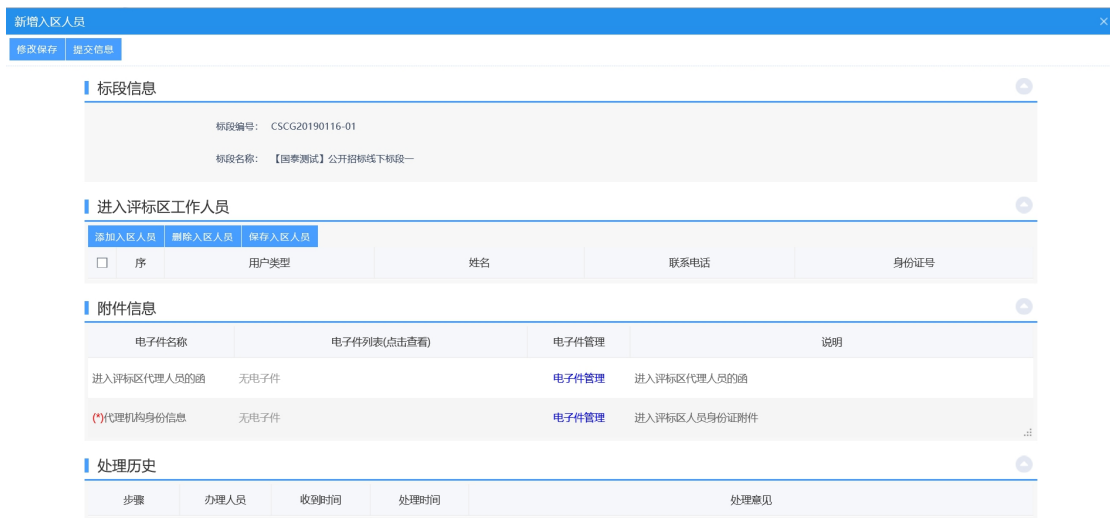 新增入区人员
修改保存 提交信息
标段信息
标段编号： CSCG20190116-01
标段名称： 【国泰测试】公开招标线下标段一
进入评标区工作人员
添加入区人员 删除入区人员 保存入区人员
序 用户类型 姓名 联系电话 身份证号
附件信息
电子件名称 电子件列表(点击查看) 电子件管理 说明
进入评标区代理人员的函 无电子件 电子件管理 进入评标区代理人员的函
(*)代理机构身份信息 无电子件 电子件管理 进入评标区人员身份证附件
处理历史
步骤 办理人员 收到时间 处理时间 处理意见